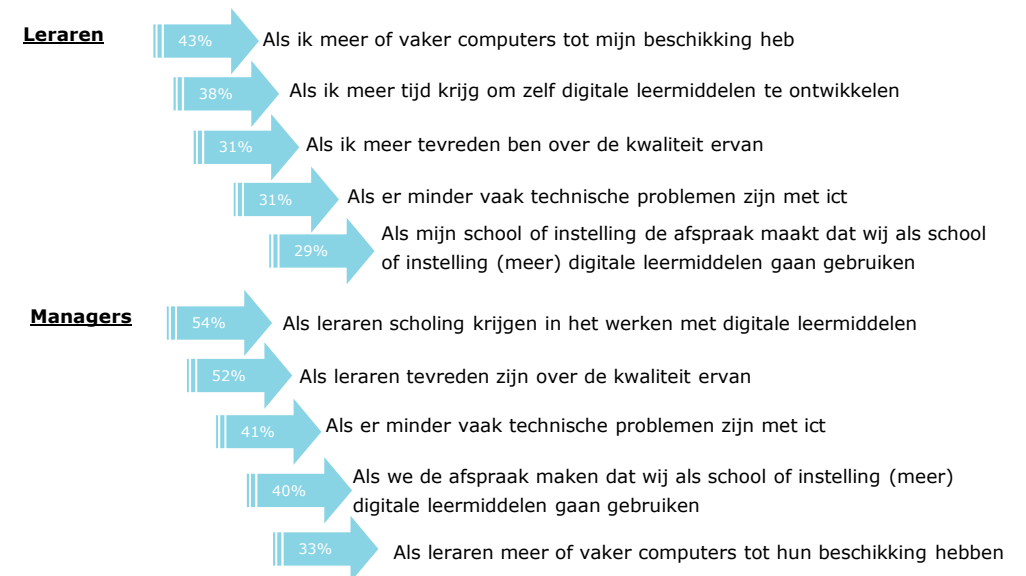 Leraren
43% Als ik meer of vaker computers tot mijn beschikking heb
38% Als ik meer tijd krijg om zelf digitale leermiddelen te ontwikkelen
31% Als ik meer tevreden ben over de kwaliteit ervan
31% Als er minder vaak technische problemen zijn met ict
29% Als mijn school of instelling de afspraak maakt dat wij als school
of instelling (meer) digitale leermiddelen gaan gebruiken
Managers
54% Als leraren scholing krijgen in het werken met digitale leermiddelen
52% Als leraren tevreden zijn over de kwaliteit ervan
41% Als er minder vaak technische problemen zijn met ict
40% Als we de afspraak maken dat wij als school of instelling (meer)
digitale leermiddelen gaan gebruiken
33% Als leraren meer of vaker computers tot hun beschikking hebben